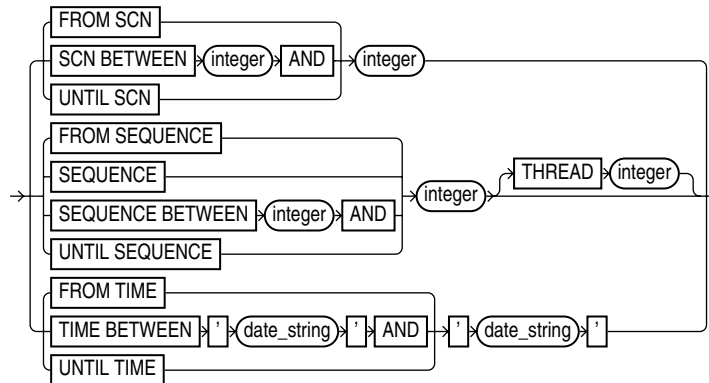 FROM SCN
SCN BETWEEN integer AND integer
UNTIL SCN
FROM SEQUENCE
SEQUENCE
SEQUENCE BETWEEN integer AND integer THREAD integer
UNTIL SEQUENCE
FROM TIME
TIME BETWEEN ' date_string ' AND ' date_string '
UNTIL TIME